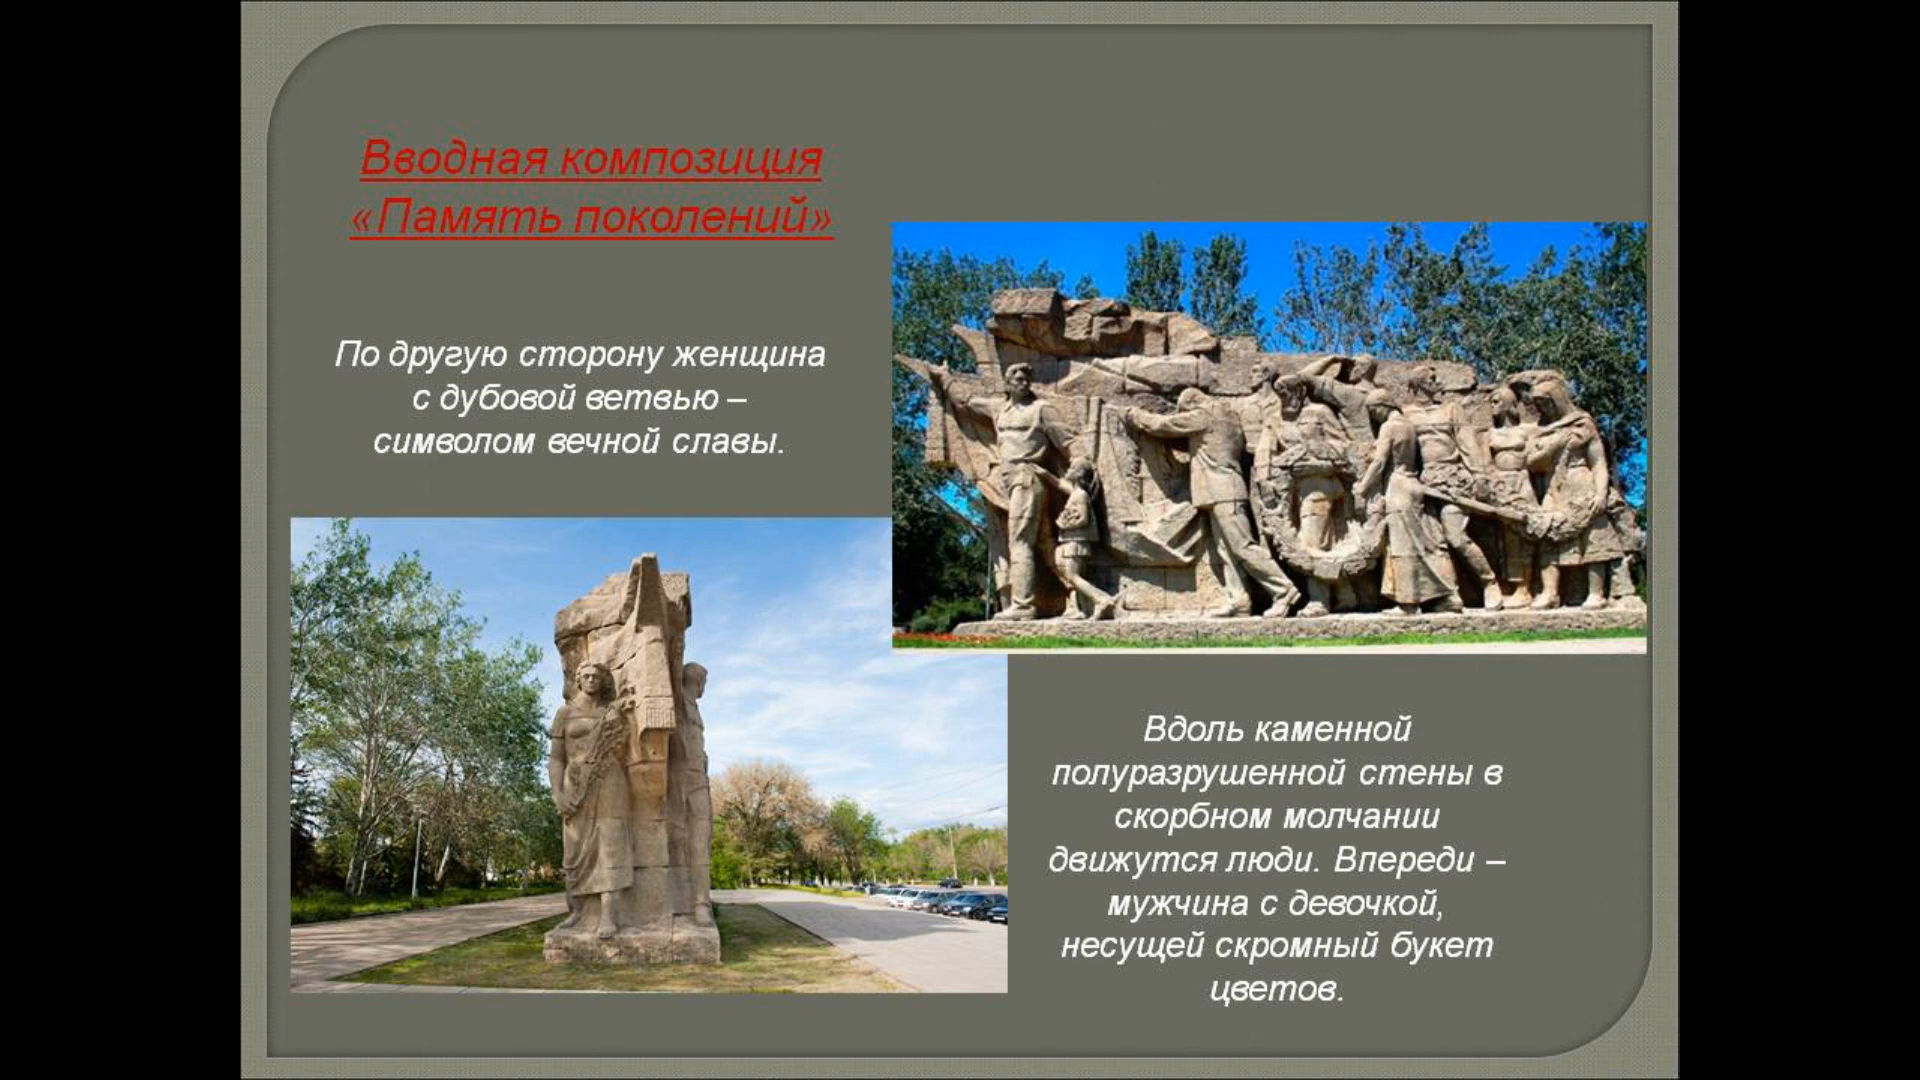 Вводная композиция
«Память поколений»
По другую сторону женщина
с дубовой ветвью –
символом вечной славы.
Вдоль каменной
полуразрушенной стены в
скорбном молчании
движутся люди. Впереди –
мужчина с девочкой,
несущей скромный букет
цветов.